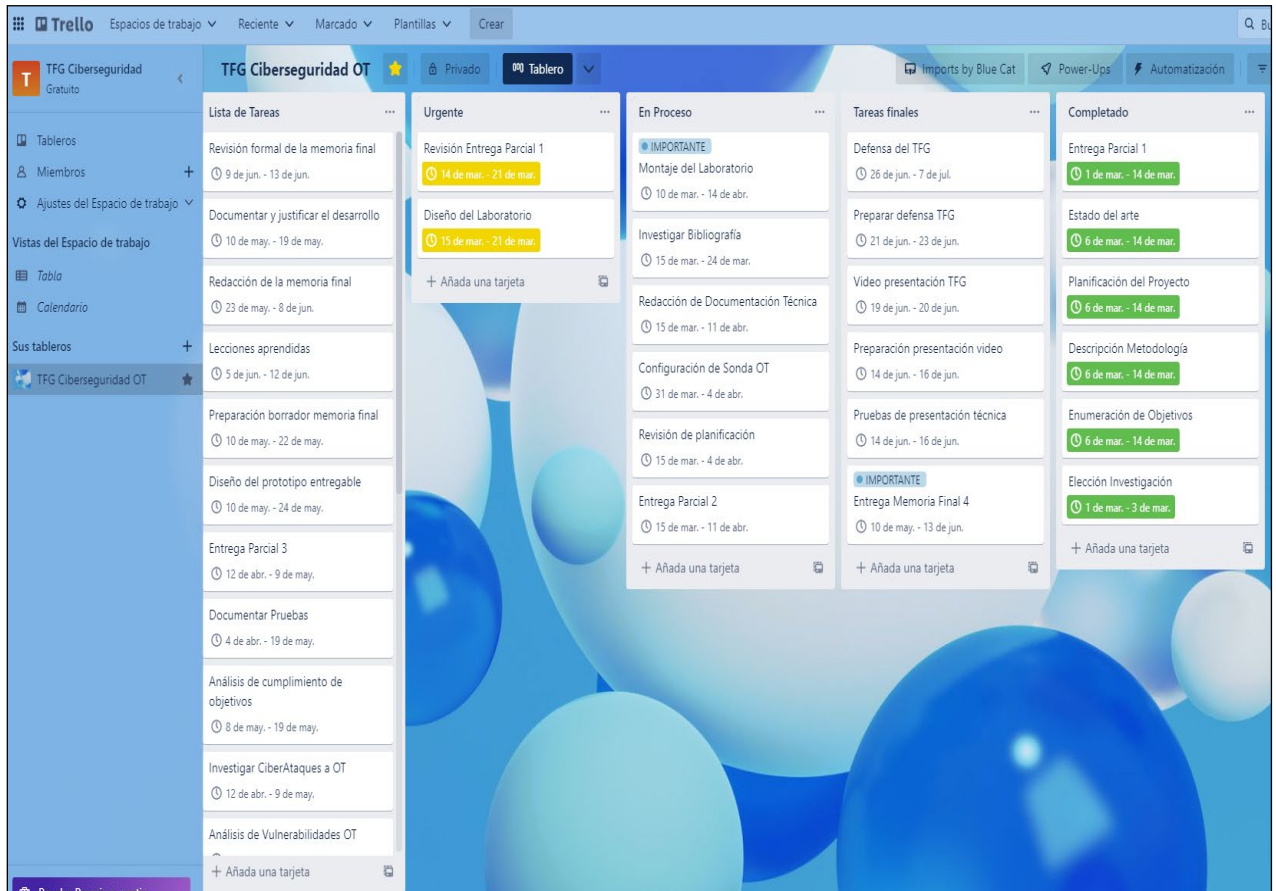 Trello Espacios de trabajo Reciente Marcado Plantillas Crear
T TFG Ciberseguridad
Gratuito
Tableros
Miembros +
Ajustes del Espacio de trabajo
Vistas del Espacio de trabajo
Tabla
Calendario
Sus tableros +
TFG Ciberseguridad OT
TFG Ciberseguridad OT Privado Tablero Imports by Blue Cat Power-Ups Automatización
Lista de Tareas ...
Revisión formal de la memoria final
9 de jun. - 13 de jun.
Documentar y justificar el desarrollo
10 de may. - 19 de may.
Redacción de la memoria final
23 de may. - 8 de jun.
Lecciones aprendidas
5 de jun. - 12 de jun.
Preparación borrador memoria final
10 de may. - 22 de may.
Diseño del prototipo entregable
10 de may. - 24 de may.
Entrega Parcial 3
12 de abr. - 9 de may.
Documentar Pruebas
4 de abr. - 19 de may.
Análisis de cumplimiento de
objetivos
8 de may. - 19 de may.
Investigar CiberAtaques a OT
12 de abr. - 9 de may.
Análisis de Vulnerabilidades OT
+ Añada una tarjeta
Urgente ...
Revisión Entrega Parcial 1
14 de mar. - 21 de mar.
Diseño del Laboratorio
15 de mar. - 21 de mar.
+ Añada una tarjeta
En Proceso ...
IMPORTANTE
Montaje del Laboratorio
10 de mar. - 14 de abr.
Investigar Bibliografía
15 de mar. - 24 de mar.
Redacción de Documentación Técnica
15 de mar. - 11 de abr.
Configuración de Sonda OT
31 de mar. - 4 de abr.
Revisión de planificación
15 de mar. - 4 de abr.
Entrega Parcial 2
15 de mar. - 11 de abr.
+ Añada una tarjeta
Tareas finales ...
Defensa del TFG
26 de jun. - 7 de jul.
Preparar defensa TFG
21 de jun. - 23 de jun.
Video presentación TFG
19 de jun. - 20 de jun.
Preparación presentación video
14 de jun. - 16 de jun.
Pruebas de presentación técnica
14 de jun. - 16 de jun.
IMPORTANTE
Entrega Memoria Final 4
10 de may. - 13 de jun.
+ Añada una tarjeta
Completado ...
Entrega Parcial 1
1 de mar. - 14 de mar.
Estado del arte
6 de mar. - 14 de mar.
Planificación del Proyecto
6 de mar. - 14 de mar.
Descripción Metodología
6 de mar. - 14 de mar.
Enumeración de Objetivos
6 de mar. - 14 de mar.
Elección Investigación
1 de mar. - 3 de mar.
+ Añada una tarjeta